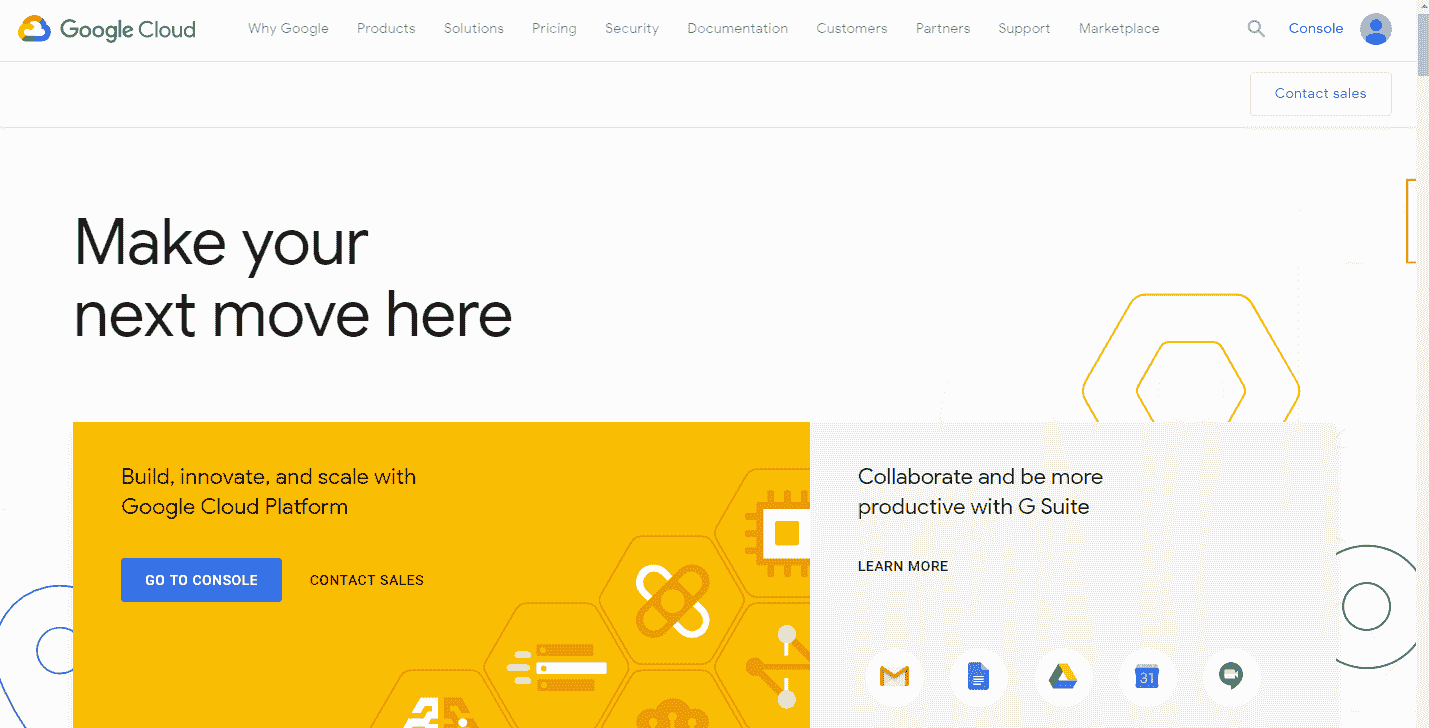 Google Cloud
Why Google Products Solutions Pricing Security Documentation Customers Partners Support Marketplace
Console
Contact sales
Make your
next move here
Build, innovate, and scale with
Google Cloud Platform
GO TO CONSOLE CONTACT SALES
Collaborate and be more
productive with G Suite
LEARN MORE
31